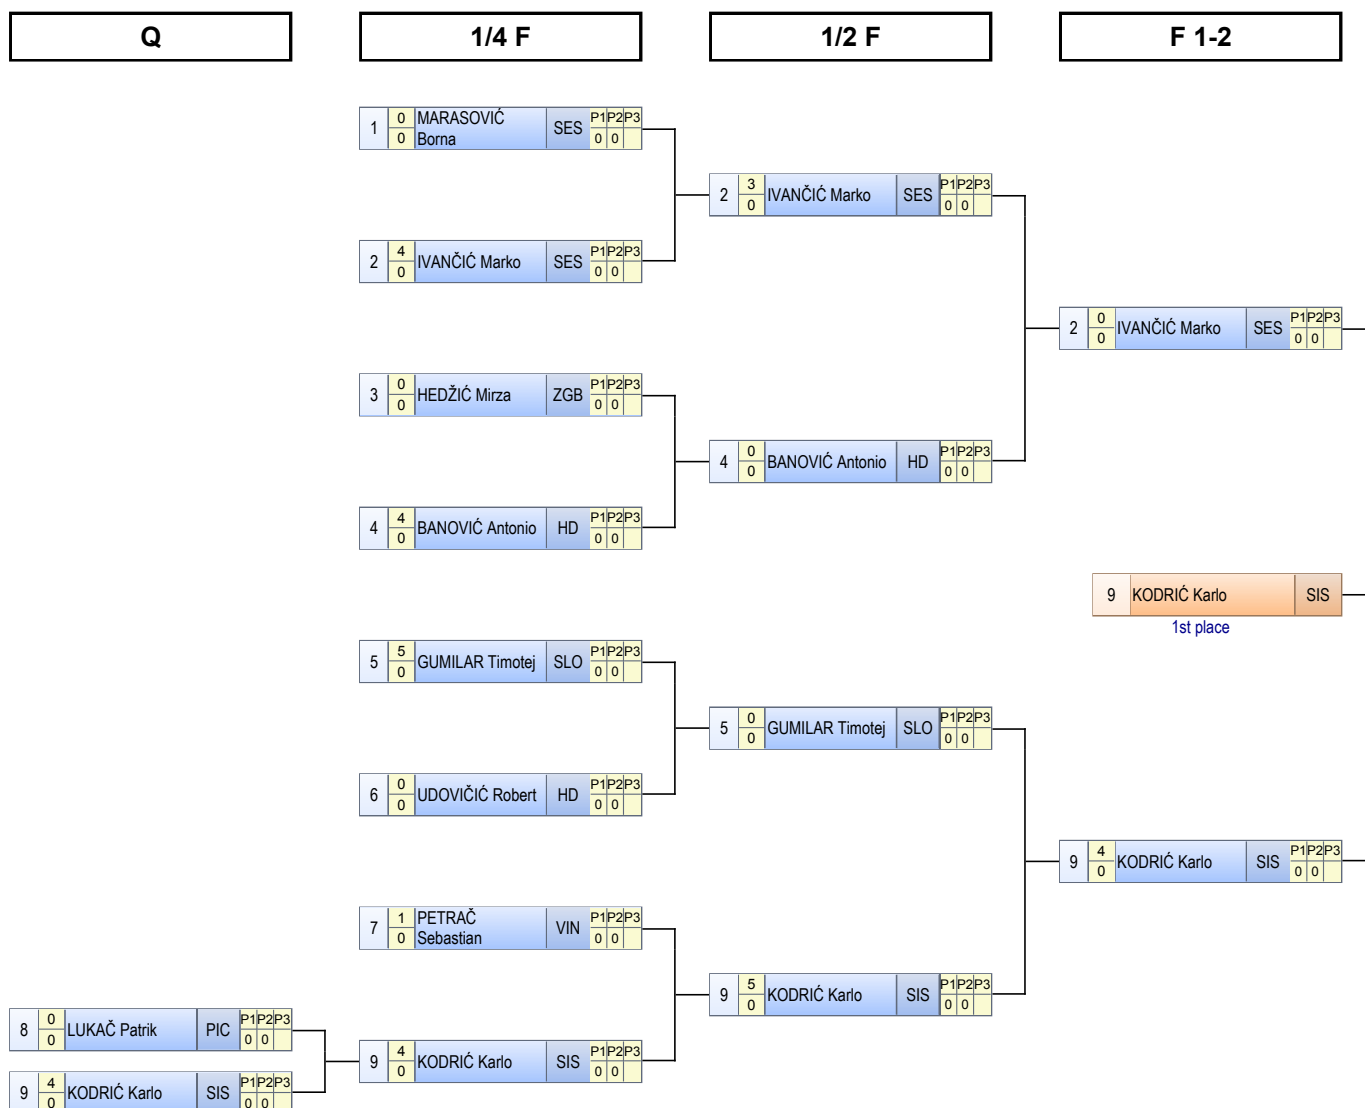 Q 1/4 F 1/2 F F 1-2
1 0 0 MARASOVIĆ Borna SES P1 P2 P3 0 0
2 3 0 IVANČIĆ Marko SES P1 P2 P3 0 0
2 4 0 IVANČIĆ Marko SES P1 P2 P3 0 0
2 0 0 IVANČIĆ Marko SES P1 P2 P3 0 0
3 0 0 HEDŽIĆ Mirza ZGB P1 P2 P3 0 0
4 0 0 BANOVIĆ Antonio HD P1 P2 P3 0 0
4 4 0 BANOVIĆ Antonio HD P1 P2 P3 0 0
9 KODRIĆ Karlo SIS
1st place
5 5 0 GUMILAR Timotej SLO P1 P2 P3 0 0
5 0 0 GUMILAR Timotej SLO P1 P2 P3 0 0
6 0 0 UDOVIČIĆ Robert HD P1 P2 P3 0 0
9 4 0 KODRIĆ Karlo SIS P1 P2 P3 0 0
7 1 0 PETRAČ Sebastian VIN P1 P2 P3 0 0
9 5 0 KODRIĆ Karlo SIS P1 P2 P3 0 0
8 0 0 LUKAČ Patrik PIC P1 P2 P3 0 0
9 4 0 KODRIĆ Karlo SIS P1 P2 P3 0 0
9 4 0 KODRIĆ Karlo SIS P1 P2 P3 0 0